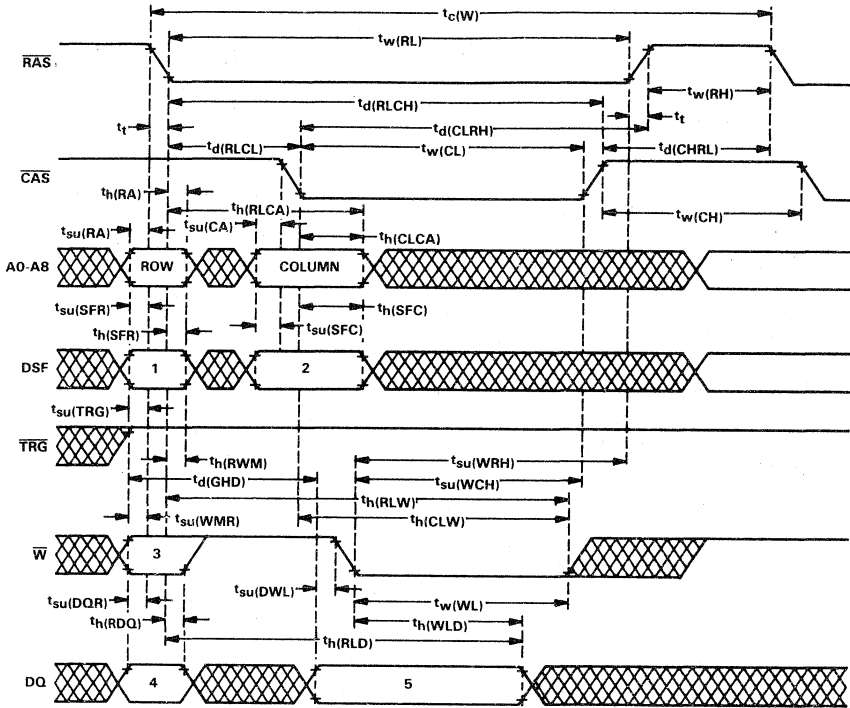 tc(W)
tw(RL)
RAS
td(RLCH)
tw(RH)
tt
td(CLRH)
tt
td(RLCL)
tw(CL)
td(CHRL)
CAS
th(RA)
th(RLCA)
tsu(CA)
tw(CH)
tsu(RA)
th(CLCA)
A0-A8
ROW
COLUMN
tsu(SFR)
th(SFC)
th(SFR)
tsu(SFC)
DSF
1
2
tsu(TRG)
TRG
th(RWM)
tsu(WRH)
td(GHD)
tsu(WCH)
th(RLW)
tsu(WMR)
th(CLW)
W
3
tsu(DWL)
tsu(DQR)
tw(WL)
th(RDQ)
th(WLD)
th(RLD)
DQ
4
5